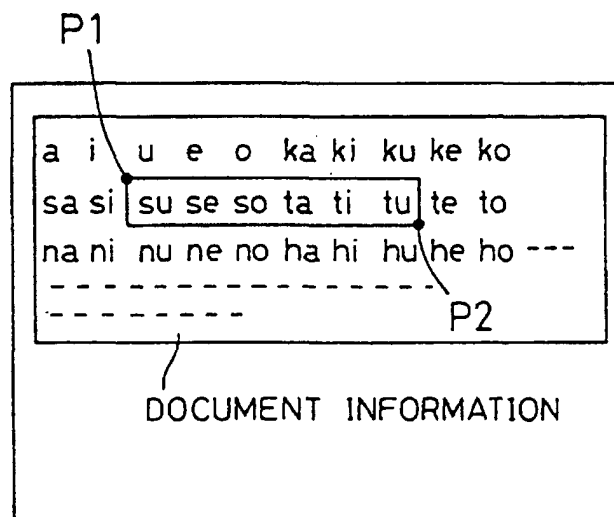 P1
a i u e o ka ki ku ke ko
sa si su se so ta ti tu te to
na ni nu ne no ha hi hu he ho ---
P2
DOCUMENT INFORMATION